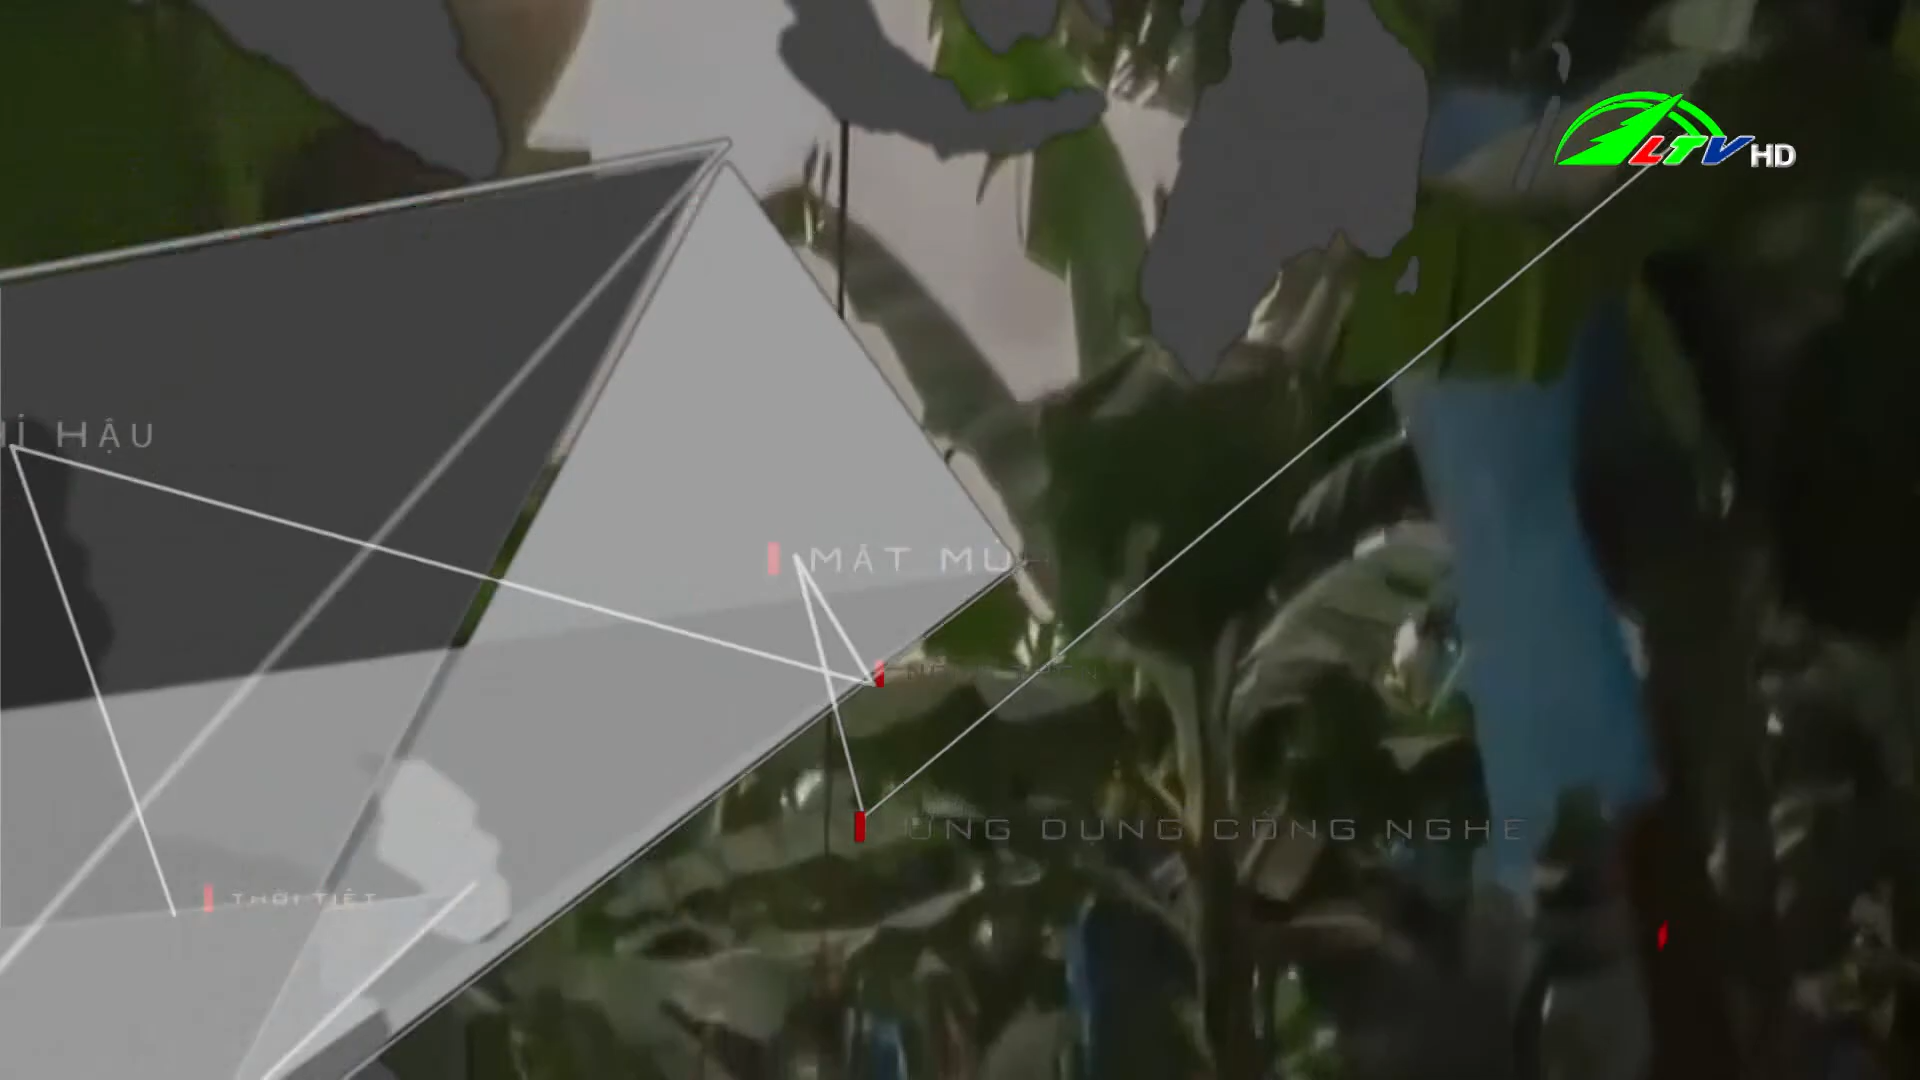 LTV HD
HẬU
MẤT MÙ
ỨNG DỤNG CÔNG NGHỆ
THỜI TIẾT